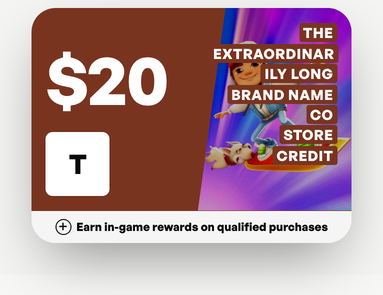 $20
T
THE
EXTRAORDINAR
ILY LONG
BRAND NAME
CO
STORE
CREDIT
Earn in-game rewards on qualified purchases